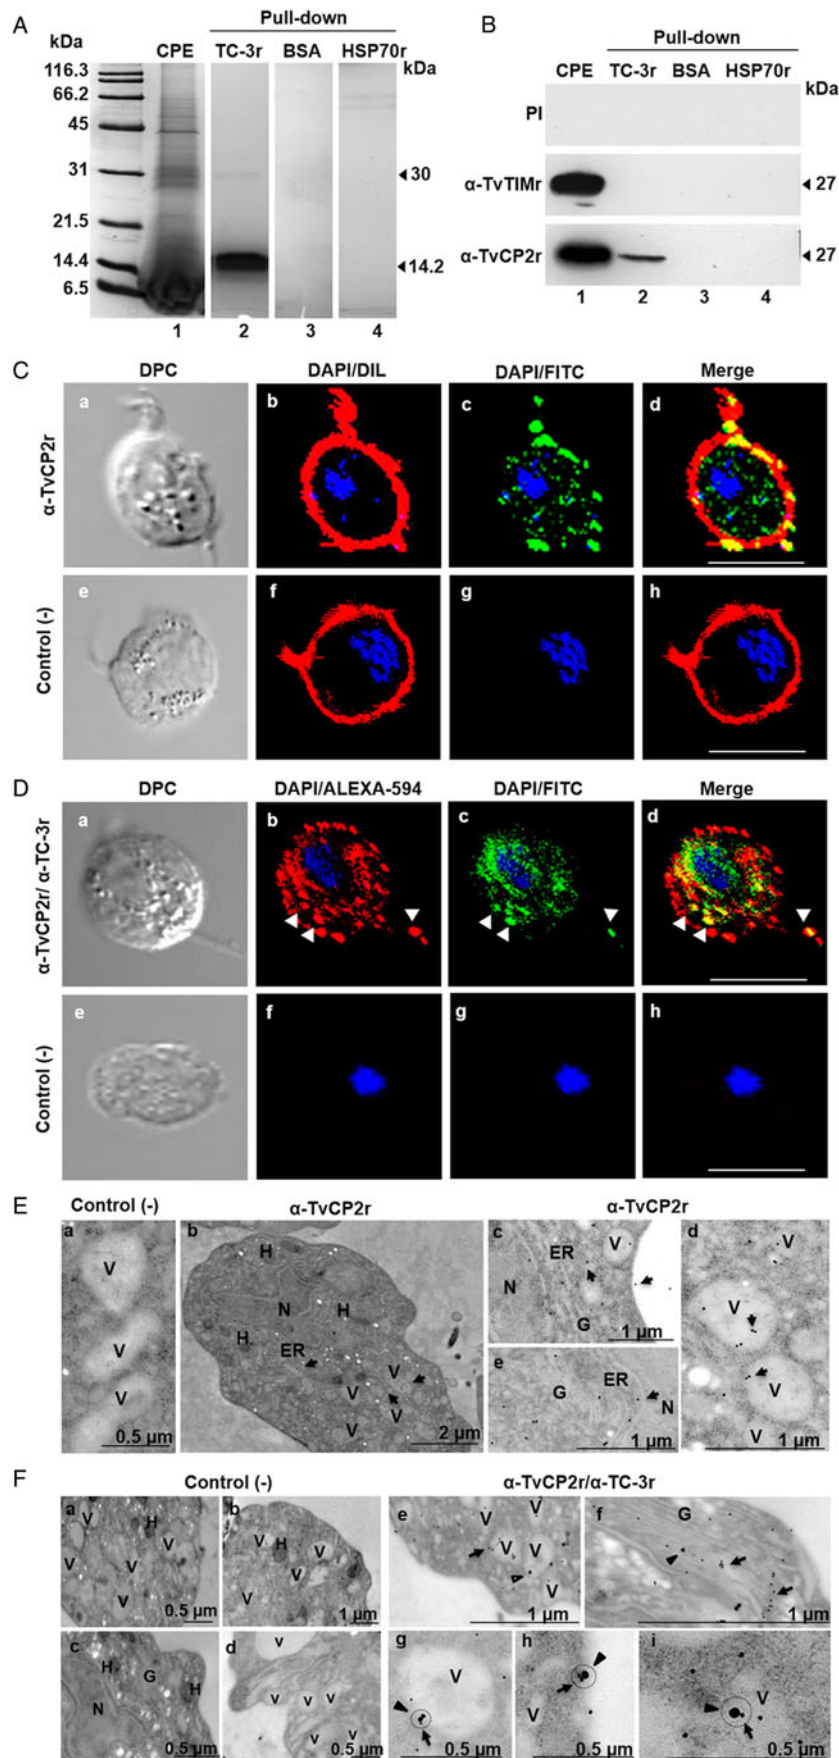 A
Pull-down
kDa
CPE TC-3r BSA HSP70r
kDa
116.3
66.2
45
31
21.5
14.4
6.5
30
14.2
1 2 3 4
B
Pull-down
CPE TC-3r BSA HSP70r
kDa
PI
α-TvTIMr
27
α-TvCP2r
27
1 2 3 4
C
DPC DAPI/DIL DAPI/FITC Merge
α-TvCP2r
a b c d
Control (-)
e f g h
D
DPC DAPI/ALEXA-594 DAPI/FITC Merge
α-TvCP2r/ α-TC-3r
a b c d
Control (-)
e f g h
E
Control (-) α-TvCP2r α-TvCP2r
a
V
V
V
0.5 µm
b
H
N H
H
ER
V
V V
V
2 µm
c
ER V
N
G
1 µm
d
V
V
V
V
1 µm
e
G ER
N
1 µm
F
Control (-) α-TvCP2r/α-TC-3r
a
V H
V V V
V
V
0.5 µm
b
V H V
V
V
1 µm
c
H
G H
N
0.5 µm
d
v
v v v
v
v
0.5 µm
e
V
V
V V
V
1 µm
f
G
1 µm
g
V
0.5 µm
h
V
0.5 µm
i
V
0.5 µm